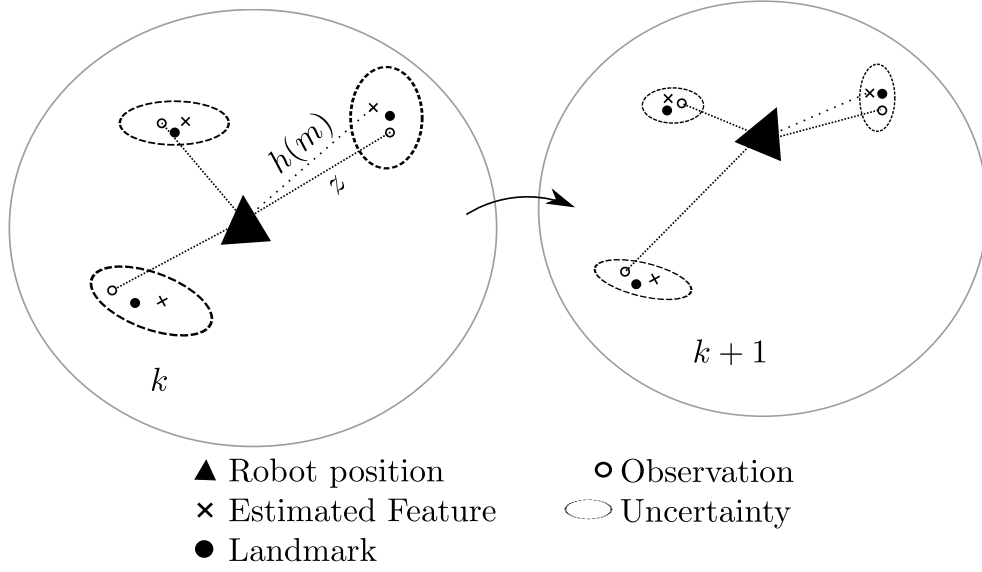 h(m)
z
k
k + 1
Robot position
Estimated Feature
Landmark
Observation
Uncertainty